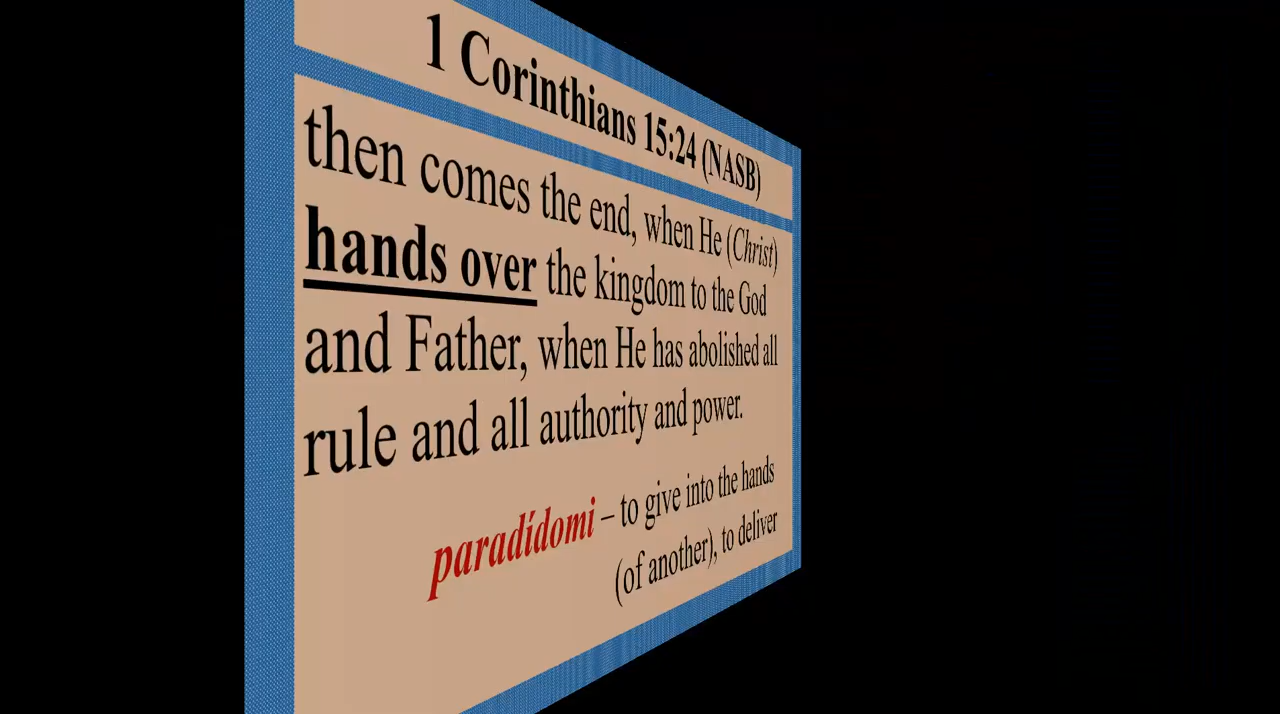 1 Corinthians 15:24 (NASB)
then comes the end, when He (Christ)
hands over the kingdom to the God
and Father, when He has abolished all
rule and all authority and power.
paradídomi – to give into the hands
(of another), to deliver